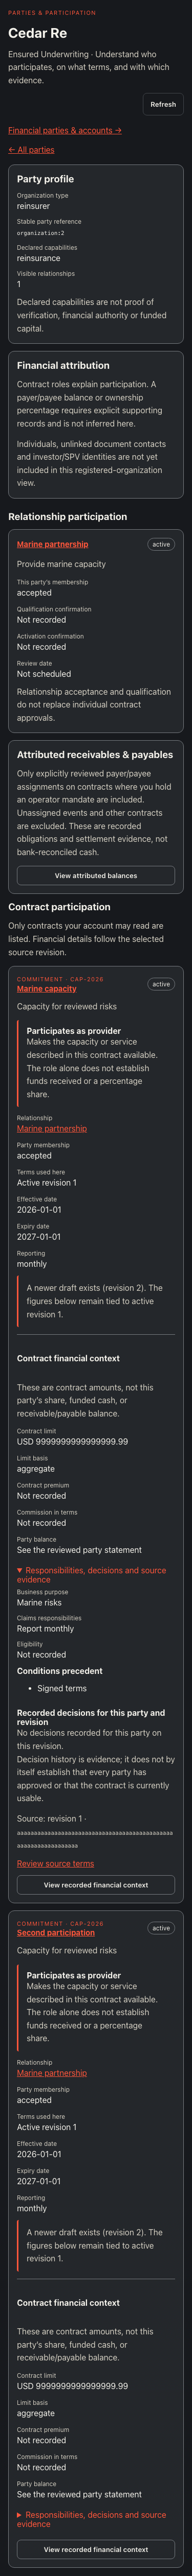 PARTIES & PARTICIPATION
Cedar Re
Ensured Underwriting · Understand who
participates, on what terms, and with which
evidence.
Refresh
Financial parties & accounts →
← All parties
Party profile
Organization type
reinsurer
Stable party reference
organization:2
Declared capabilities
reinsurance
Visible relationships
1
Declared capabilities are not proof of
verification, financial authority or funded
capital.
Financial attribution
Contract roles explain participation. A
payer/payee balance or ownership
percentage requires explicit supporting
records and is not inferred here.
Individuals, unlinked document contacts
and investor/SPV identities are not yet
included in this registered-organization
view.
Relationship participation
Marine partnership
active
Provide marine capacity
This party's membership
accepted
Qualification confirmation
Not recorded
Activation confirmation
Not recorded
Review date
Not scheduled
Relationship acceptance and qualification
do not replace individual contract
approvals.
Attributed receivables & payables
Only explicitly reviewed payer/payee
assignments on contracts where you hold
an operator mandate are included.
Unassigned events and other contracts
are excluded. These are recorded
obligations and settlement evidence, not
bank-reconciled cash.
View attributed balances
Contract participation
Only contracts your account may read are
listed. Financial details follow the selected
source revision.
COMMITMENT · CAP-2026
Marine capacity
active
Capacity for reviewed risks
Participates as provider
Makes the capacity or service
described in this contract available.
The role alone does not establish
funds received or a percentage
share.
Relationship
Marine partnership
Party membership
accepted
Terms used here
Active revision 1
Effective date
2026-01-01
Expiry date
2027-01-01
Reporting
monthly
A newer draft exists (revision 2). The
figures below remain tied to active
revision 1.
Contract financial context
These are contract amounts, not this
party's share, funded cash, or
receivable/payable balance.
Contract limit
USD 9999999999999999.99
Limit basis
aggregate
Contract premium
Not recorded
Commission in terms
Not recorded
Party balance
See the reviewed party statement
▼ Responsibilities, decisions and source
evidence
Business purpose
Marine risks
Claims responsibilities
Report monthly
Eligibility
Not recorded
Conditions precedent
• Signed terms
Recorded decisions for this party and
revision
No decisions recorded for this party on
this revision.
Decision history is evidence; it does not by
itself establish that every party has
approved or that the contract is currently
usable.
Source: revision 1 ·
aaaaaaaaaaaaaaaaaaaaaaaaaaaaaaaaaaaaaaaaaaaaaa
aaaaaaaaaaaaaaaaaa
Review source terms
View recorded financial context
COMMITMENT · CAP-2026
Second participation
active
Capacity for reviewed risks
Participates as provider
Makes the capacity or service
described in this contract available.
The role alone does not establish
funds received or a percentage
share.
Relationship
Marine partnership
Party membership
accepted
Terms used here
Active revision 1
Effective date
2026-01-01
Expiry date
2027-01-01
Reporting
monthly
A newer draft exists (revision 2). The
figures below remain tied to active
revision 1.
Contract financial context
These are contract amounts, not this
party's share, funded cash, or
receivable/payable balance.
Contract limit
USD 9999999999999999.99
Limit basis
aggregate
Contract premium
Not recorded
Commission in terms
Not recorded
Party balance
See the reviewed party statement
▶ Responsibilities, decisions and source
evidence
View recorded financial context